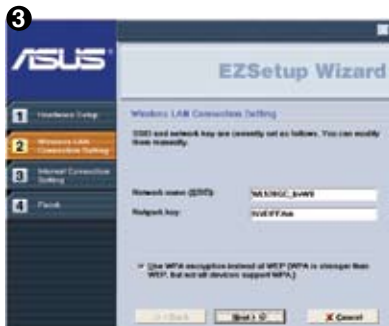 3
ASUS
EZSetup Wizard
1 Hardware Setup
Wireless LAN Connection Setting
2 Wireless LAN
Connection Setting
SSID and network key are currently set as follows. You can modify
them manually.
3 Internet Connection
Setting
4 Finish
Network name (SSID):
Network key:
Use WPA encryption instead of WEP (WPA is stronger than
WEP, but not all devices support WPA.)
Back
Next >
Cancel